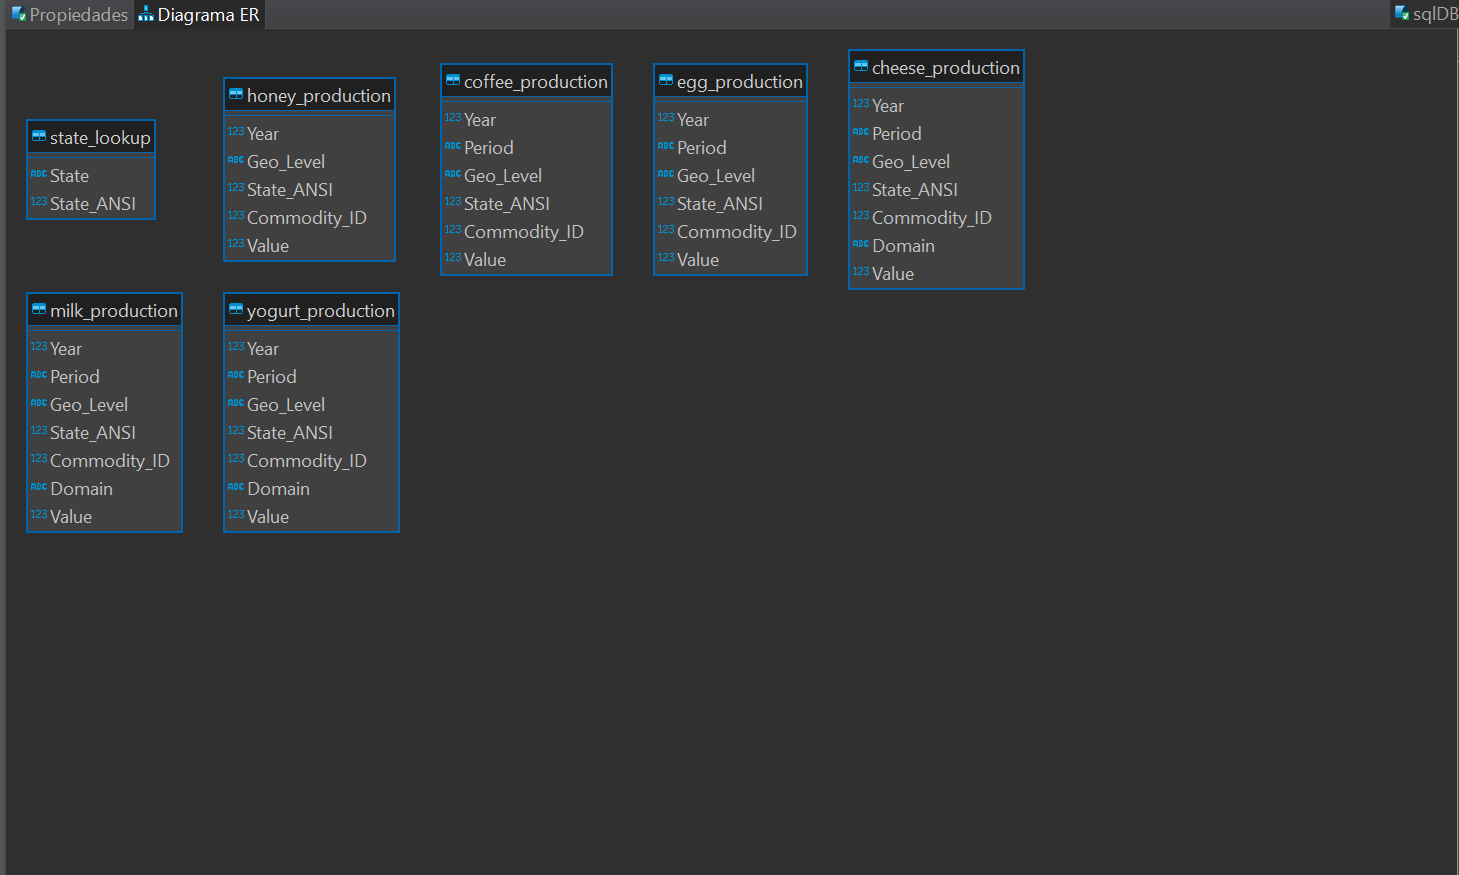 Propiedades
Diagrama ER
sqlDB
state_lookup
ABC State
123 State_ANSI
honey_production
123 Year
ABC Geo_Level
123 State_ANSI
123 Commodity_ID
123 Value
coffee_production
123 Year
ABC Period
ABC Geo_Level
123 State_ANSI
123 Commodity_ID
123 Value
egg_production
123 Year
ABC Period
ABC Geo_Level
123 State_ANSI
123 Commodity_ID
123 Value
cheese_production
123 Year
ABC Period
ABC Geo_Level
123 State_ANSI
123 Commodity_ID
ABC Domain
123 Value
milk_production
123 Year
ABC Period
ABC Geo_Level
123 State_ANSI
123 Commodity_ID
ABC Domain
123 Value
yogurt_production
123 Year
ABC Period
ABC Geo_Level
123 State_ANSI
123 Commodity_ID
ABC Domain
123 Value